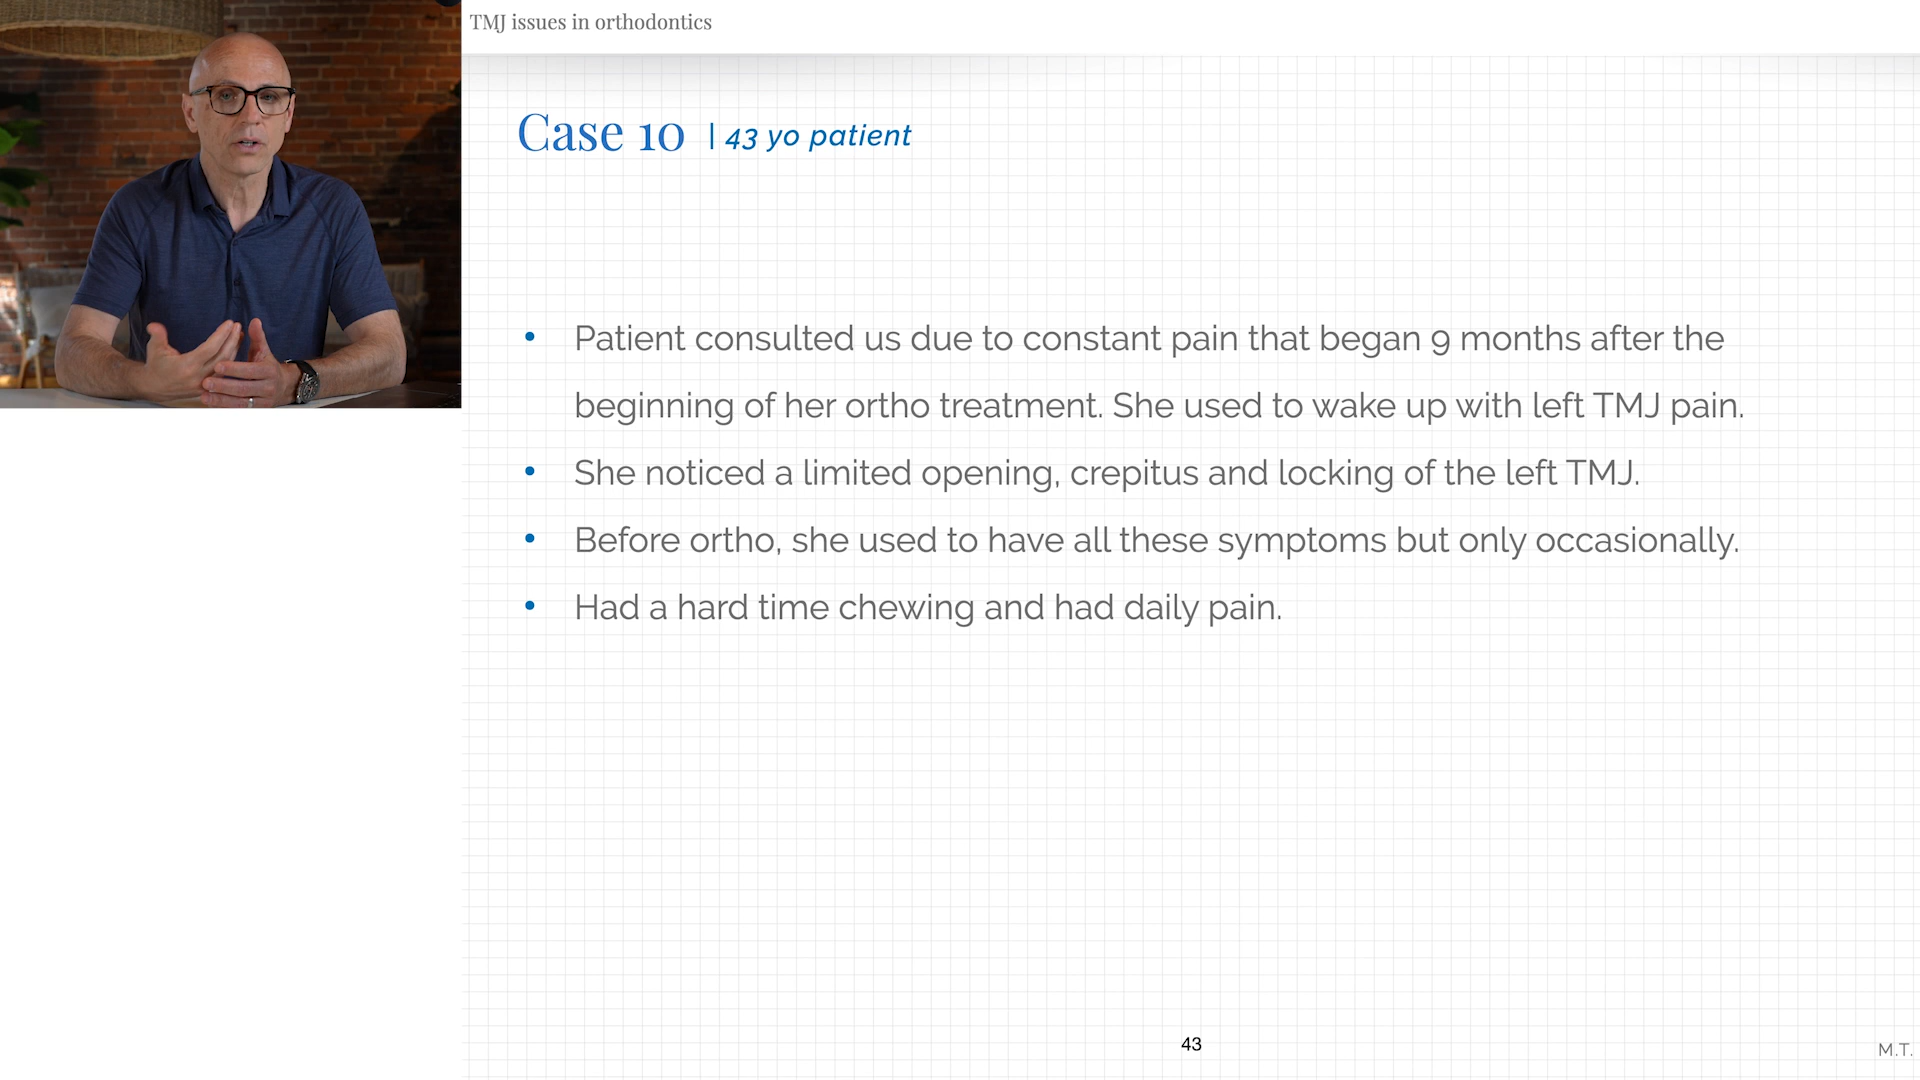 TMJ issues in orthodontics
Case 10 | 43 yo patient
• Patient consulted us due to constant pain that began 9 months after the
beginning of her ortho treatment. She used to wake up with left TMJ pain.
• She noticed a limited opening, crepitus and locking of the left TMJ.
• Before ortho, she used to have all these symptoms but only occasionally.
• Had a hard time chewing and had daily pain.
43
M.T.